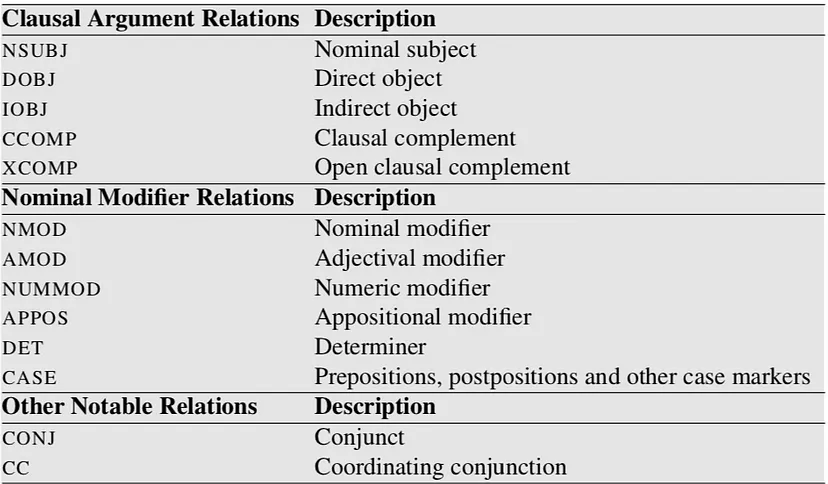 Clausal Argument Relations Description
NSUBJ Nominal subject
DOBJ Direct object
IOBJ Indirect object
CCOMP Clausal complement
XCOMP Open clausal complement
Nominal Modifier Relations Description
NMOD Nominal modifier
AMOD Adjectival modifier
NUMMOD Numeric modifier
APPOS Appositional modifier
DET Determiner
CASE Prepositions, postpositions and other case markers
Other Notable Relations Description
CONJ Conjunct
CC Coordinating conjunction